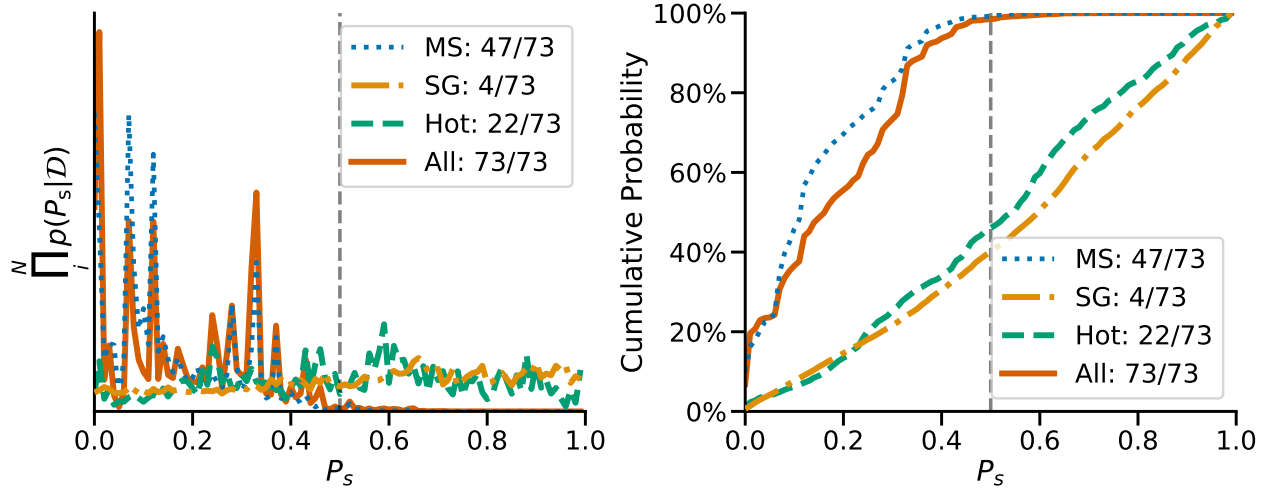 ∏ᵢᴺ p(Pₛ|𝒟)
MS: 47/73
SG: 4/73
Hot: 22/73
All: 73/73
0.0 0.2 0.4 0.6 0.8 1.0
Pₛ
Cumulative Probability
100%
80%
60%
40%
20%
0%
MS: 47/73
SG: 4/73
Hot: 22/73
All: 73/73
0.0 0.2 0.4 0.6 0.8 1.0
Pₛ